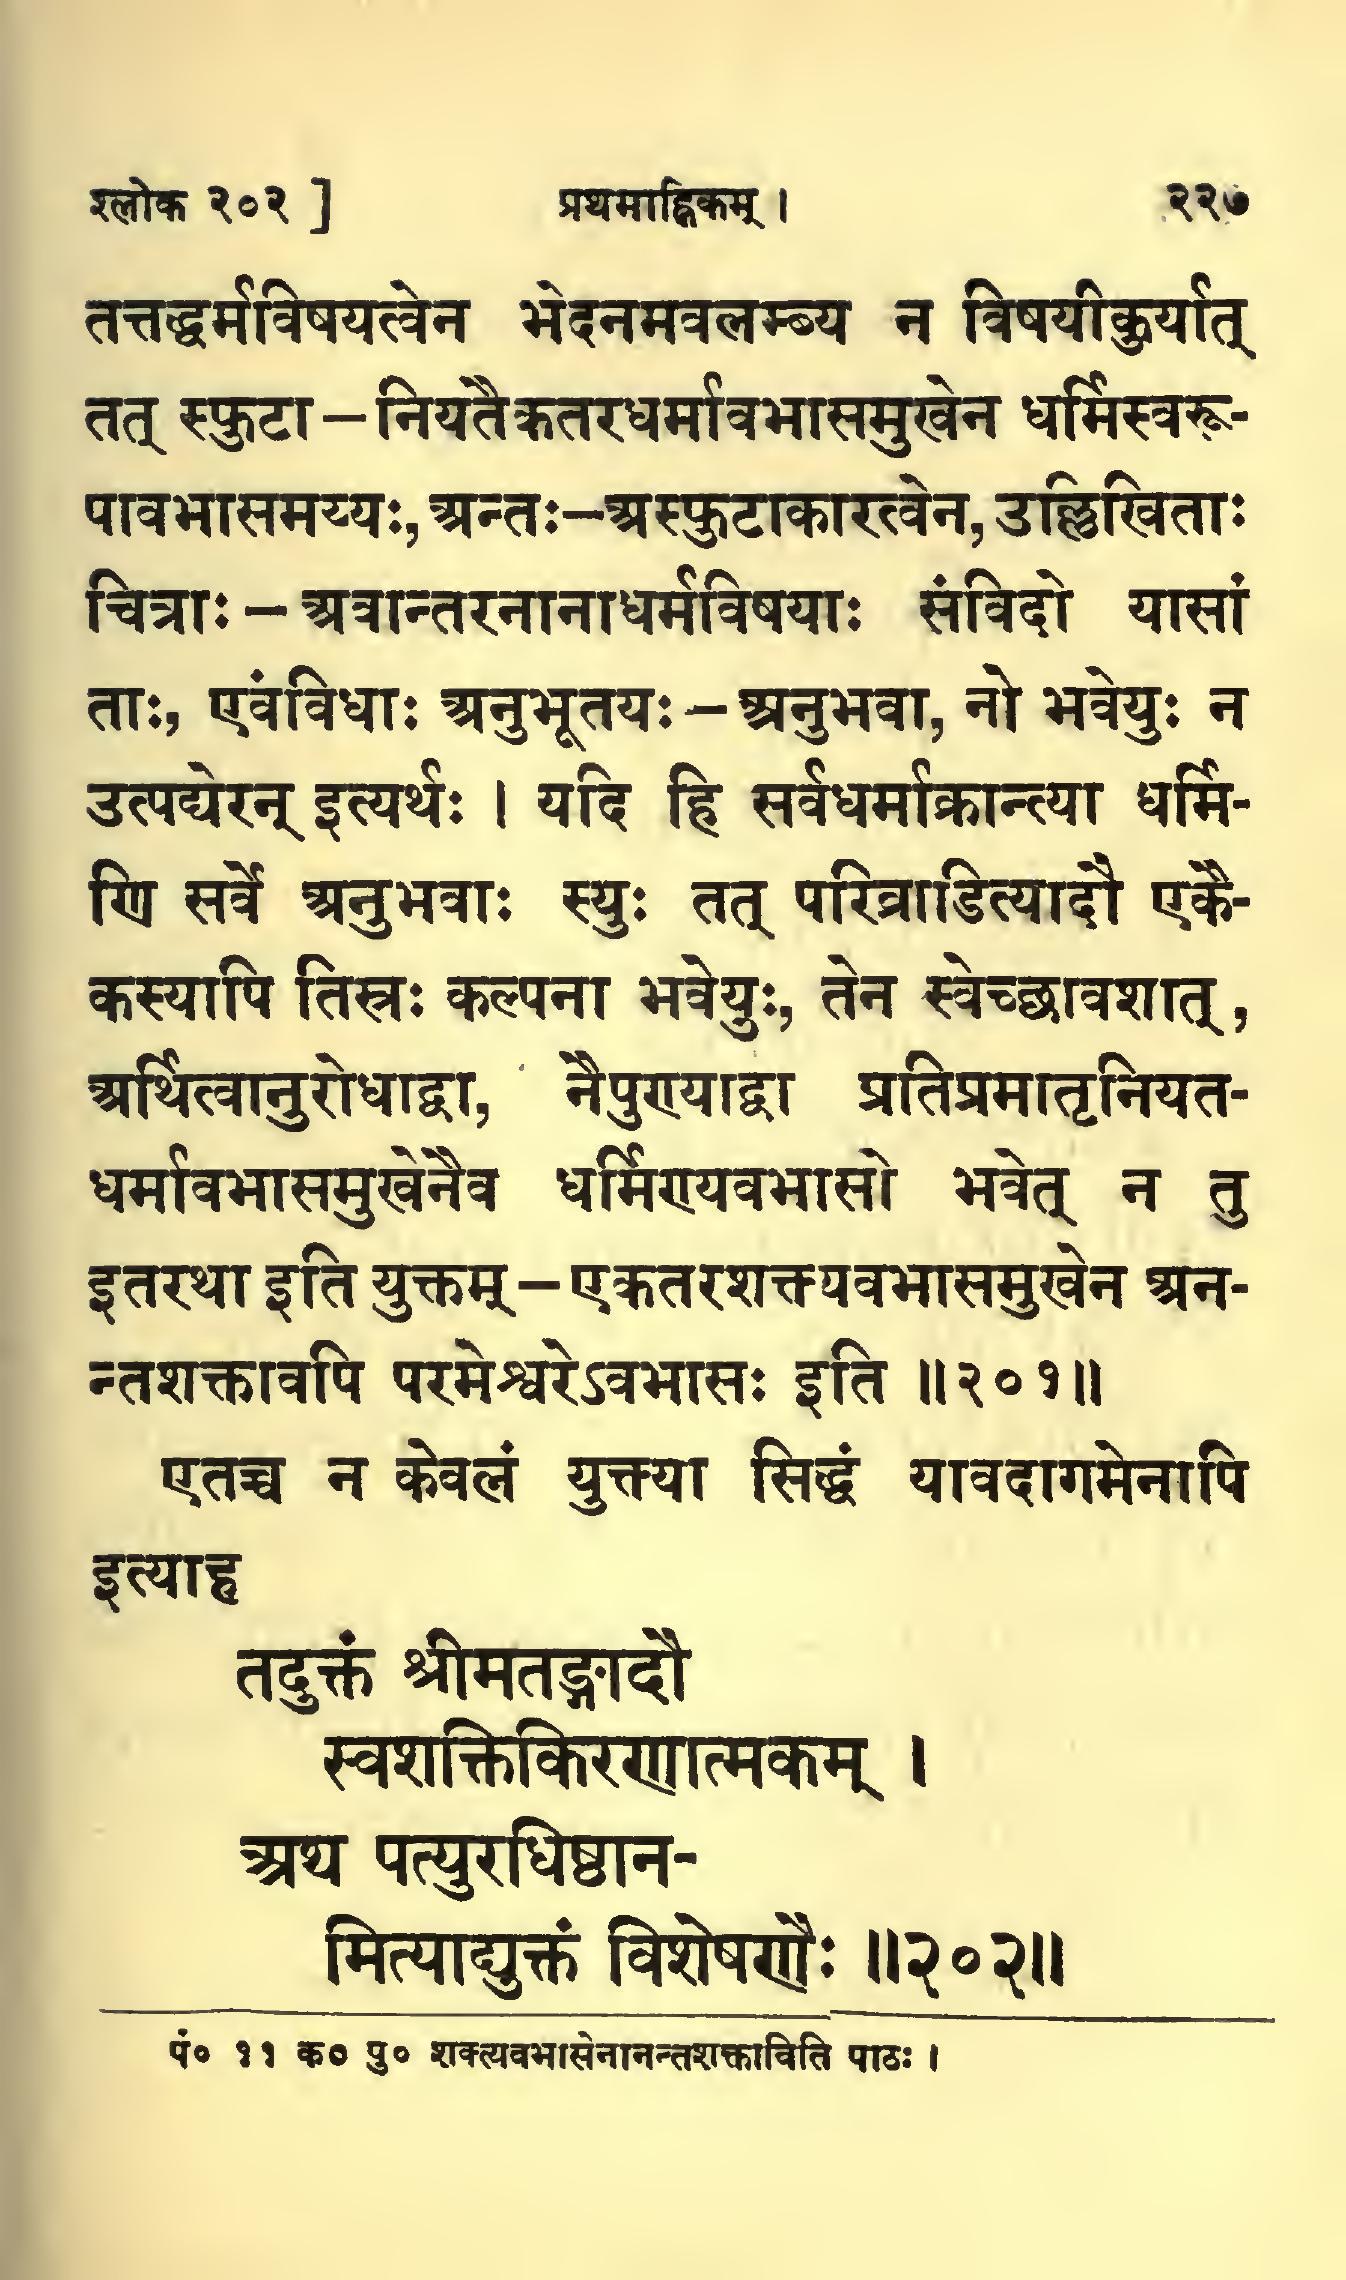 श्लोक २०२ ] प्रथमाह्निकम् । २२७
तत्तद्धर्मविषयत्वेन भेदनमवलम्ब्य न विषयीकुर्यात्
तत् स्फुटा – नियतैकतरधर्मावभासमुखेन धर्मिस्वरू-
पावभासमय्यः, अन्तः–अस्फुटाकारत्वेन, उल्लिखिताः
चित्राः – अवान्तरनानाधर्मविषयाः संविदो यासां
ताः, एवंविधाः अनुभूतयः – अनुभवा, नो भवेयुः न
उत्पद्येरन् इत्यर्थः । यदि हि सर्वधर्माक्रान्त्या धर्मि-
णि सर्वे अनुभवाः स्युः तत् परिव्राडित्यादौ एकै-
कस्यापि तिस्रः कल्पना भवेयुः, तेन स्वेच्छावशात्,
अर्थित्वानुरोधाद्वा, नैपुण्याद्वा प्रतिप्रमातृनियत-
धर्मावभासमुखेनैव धर्मिण्यवभासो भवेत् न तु
इतरथा इति युक्तम् – एकतरशक्त्यवभासमुखेन अन-
न्तशक्तावपि परमेश्वरेऽवभासः इति ॥२०१॥
एतच्च न केवलं युक्त्या सिद्धं यावदागमेनापि
इत्याह
तदुक्तं श्रीमतङ्गादौ
स्वशक्तिकिरणात्मकम् ।
अथ पत्युरधिष्ठान-
मित्याद्युक्तं विशेषणैः ॥२०२॥
पं० ११ क० पु० शक्त्यवभासेनानन्तशक्ताविति पाठः ।